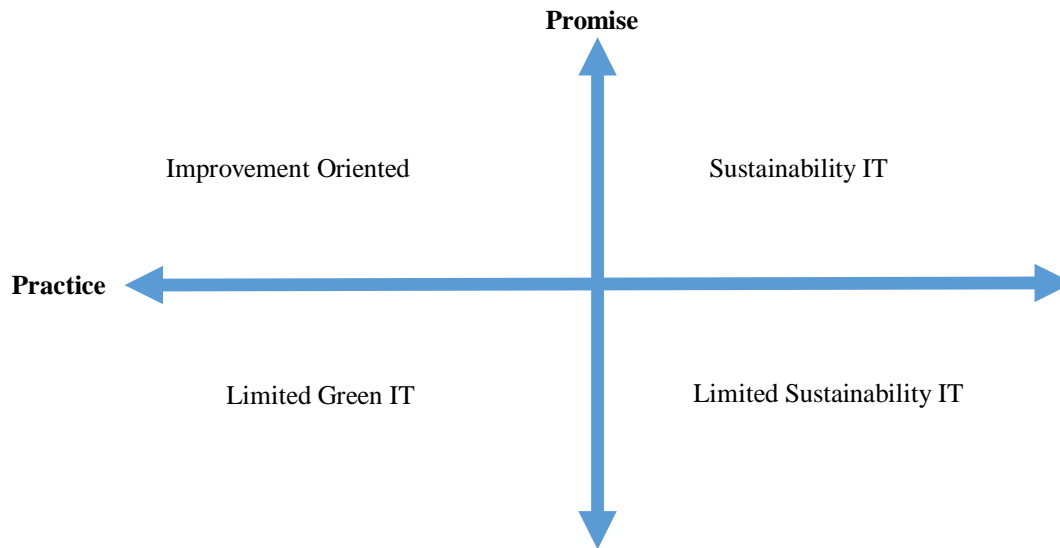 Promise
Improvement Oriented
Sustainability IT
Practice
Limited Green IT
Limited Sustainability IT